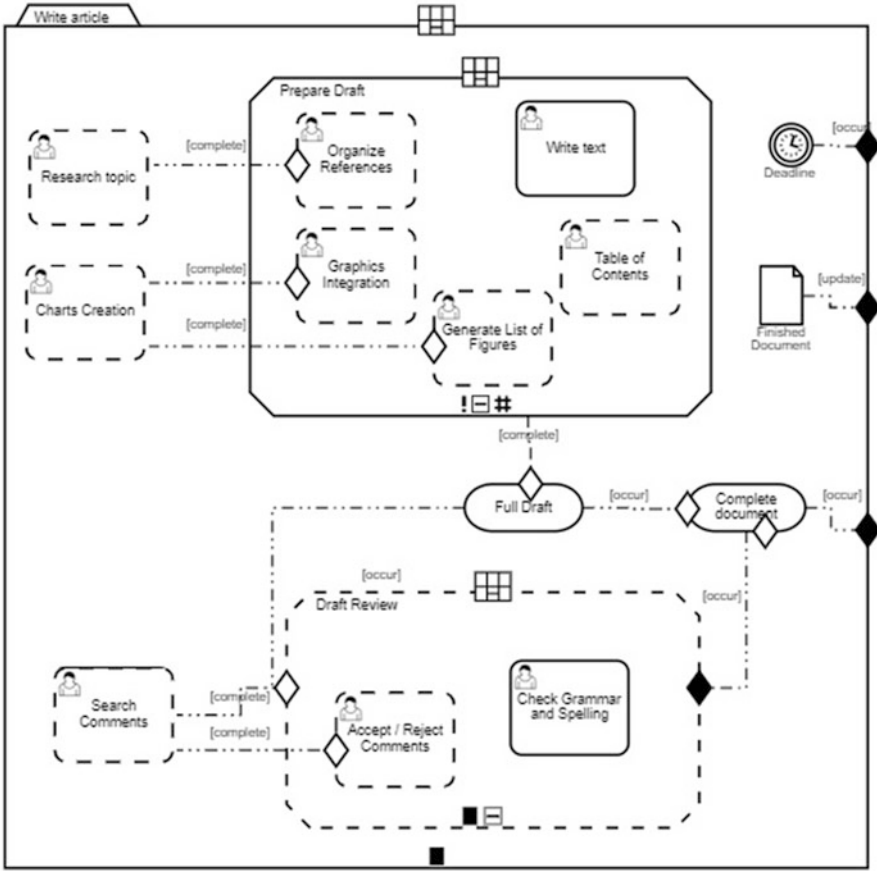 Write article
Prepare Draft
[complete]
Organize
References
Research topic
Write text
[occur]
Deadline
[complete]
Graphics
Integration
Charts Creation
Table of
Contents
[update]
[complete]
Generate List of
Figures
Finished
Document
! #
[complete]
Full Draft
[occur]
Complete
document
[occur]
[occur]
Draft Review
[occur]
Search
Comments
[complete]
[complete]
Accept / Reject
Comments
Check Grammar
and Spelling